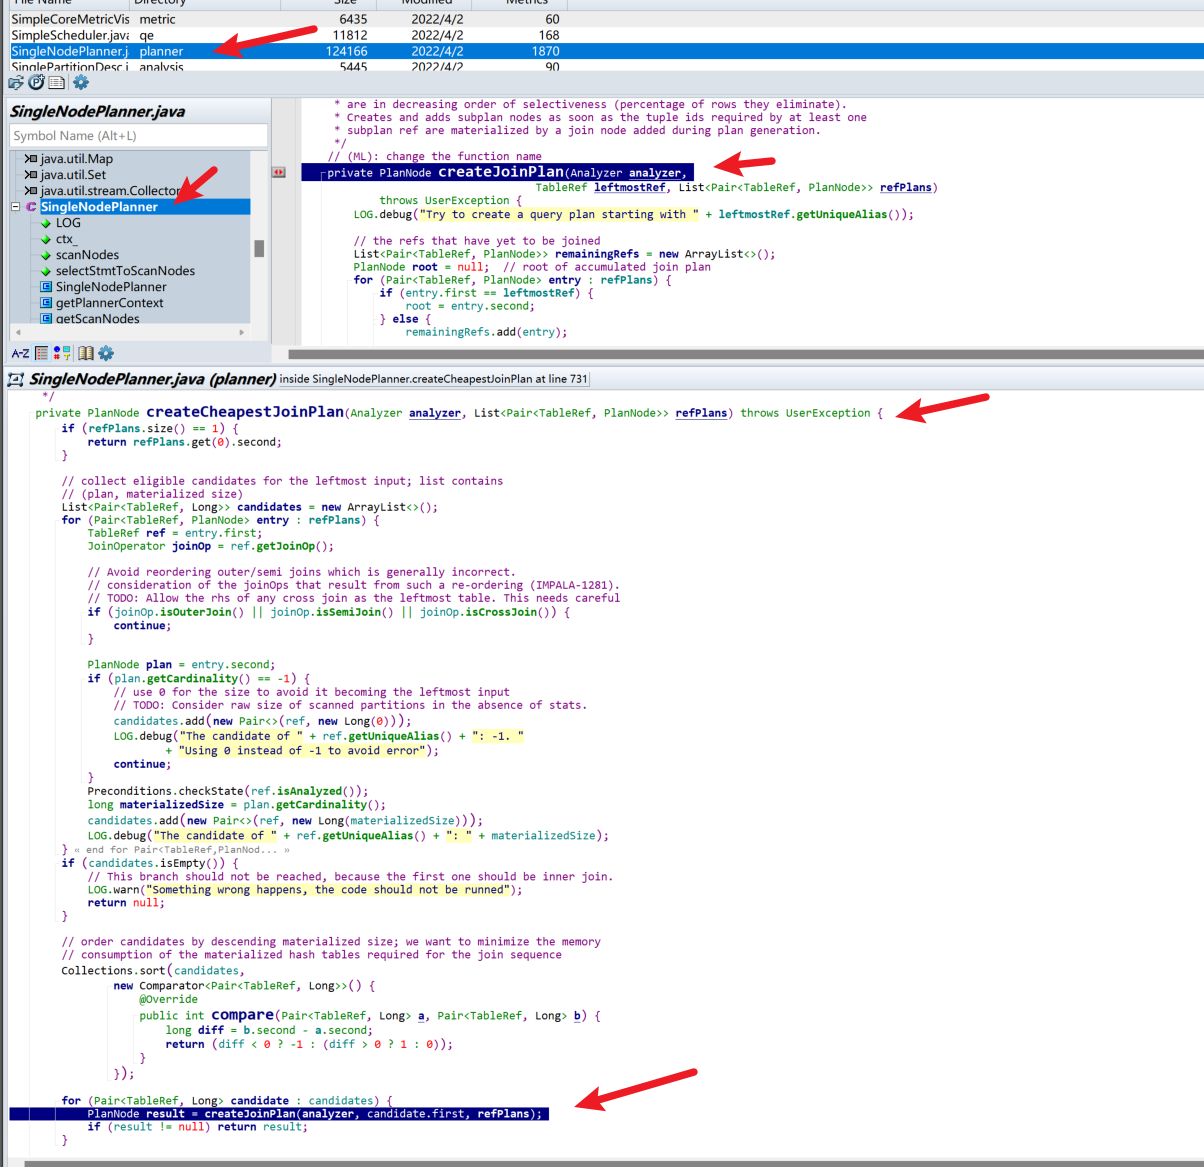 File Name Directory Size Modified Metrics
SimpleCoreMetricVis metric 6435 2022/4/2 60
SimpleScheduler.java qe 11812 2022/4/2 168
SingleNodePlanner.j planner 124166 2022/4/2 1870
SinglePartitionDesc.j analysis 5445 2022/4/2 90
SingleNodePlanner.java
Symbol Name (Alt+L)
java.util.Map
java.util.Set
java.util.stream.Collector
SingleNodePlanner
LOG
ctx_
scanNodes
selectStmtToScanNodes
SingleNodePlanner
getPlannerContext
getScanNodes
A-Z
* are in decreasing order of selectiveness (percentage of rows they eliminate).
* Creates and adds subplan nodes as soon as the tuple ids required by at least one
* subplan ref are materialized by a join node added during plan generation.
*/
// (ML): change the function name
private PlanNode createJoinPlan(Analyzer analyzer,
TableRef leftmostRef, List<Pair<TableRef, PlanNode>> refPlans)
throws UserException {
LOG.debug("Try to create a query plan starting with " + leftmostRef.getUniqueAlias());
// the refs that have yet to be joined
List<Pair<TableRef, PlanNode>> remainingRefs = new ArrayList<>();
PlanNode root = null; // root of accumulated join plan
for (Pair<TableRef, PlanNode> entry : refPlans) {
if (entry.first == leftmostRef) {
root = entry.second;
} else {
remainingRefs.add(entry);
SingleNodePlanner.java (planner) inside SingleNodePlanner.createCheapestJoinPlan at line 731
*/
private PlanNode createCheapestJoinPlan(Analyzer analyzer, List<Pair<TableRef, PlanNode>> refPlans) throws UserException {
if (refPlans.size() == 1) {
return refPlans.get(0).second;
}
// collect eligible candidates for the leftmost input; list contains
// (plan, materialized size)
List<Pair<TableRef, Long>> candidates = new ArrayList<>();
for (Pair<TableRef, PlanNode> entry : refPlans) {
TableRef ref = entry.first;
JoinOperator joinOp = ref.getJoinOp();
// Avoid reordering outer/semi joins which is generally incorrect.
// consideration of the joinOps that result from such a re-ordering (IMPALA-1281).
// TODO: Allow the rhs of any cross join as the leftmost table. This needs careful
if (joinOp.isOuterJoin() || joinOp.isSemiJoin() || joinOp.isCrossJoin()) {
continue;
}
PlanNode plan = entry.second;
if (plan.getCardinality() == -1) {
// use 0 for the size to avoid it becoming the leftmost input
// TODO: Consider raw size of scanned partitions in the absence of stats.
candidates.add(new Pair<>(ref, new Long(0)));
LOG.debug("The candidate of " + ref.getUniqueAlias() + ": -1. "
+ "Using 0 instead of -1 to avoid error");
continue;
}
Preconditions.checkState(ref.isAnalyzed());
long materializedSize = plan.getCardinality();
candidates.add(new Pair<>(ref, new Long(materializedSize)));
LOG.debug("The candidate of " + ref.getUniqueAlias() + ": " + materializedSize);
} « end for Pair<TableRef,PlanNod... »
if (candidates.isEmpty()) {
// This branch should not be reached, because the first one should be inner join.
LOG.warn("Something wrong happens, the code should not be runned");
return null;
}
// order candidates by descending materialized size; we want to minimize the memory
// consumption of the materialized hash tables required for the join sequence
Collections.sort(candidates,
new Comparator<Pair<TableRef, Long>>() {
@Override
public int compare(Pair<TableRef, Long> a, Pair<TableRef, Long> b) {
long diff = b.second - a.second;
return (diff < 0 ? -1 : (diff > 0 ? 1 : 0));
}
});
for (Pair<TableRef, Long> candidate : candidates) {
PlanNode result = createJoinPlan(analyzer, candidate.first, refPlans);
if (result != null) return result;
}